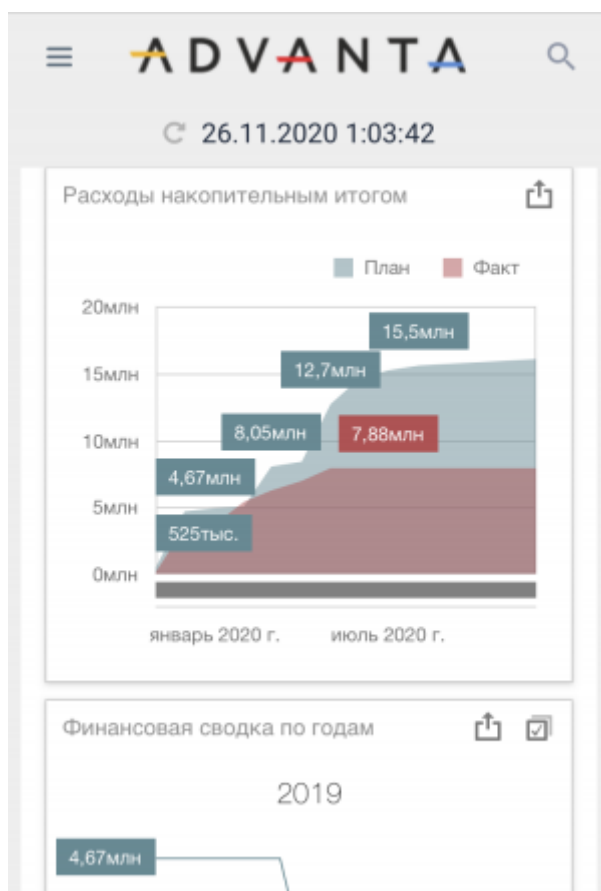 ADVANTA
26.11.2020 1:03:42
Расходы накопительным итогом
План Факт
20млн
15,5млн
15млн
12,7млн
10млн
8,05млн
7,88млн
4,67млн
5млн
525тыс.
0млн
январь 2020 г. июль 2020 г.
Финансовая сводка по годам
2019
4,67млн